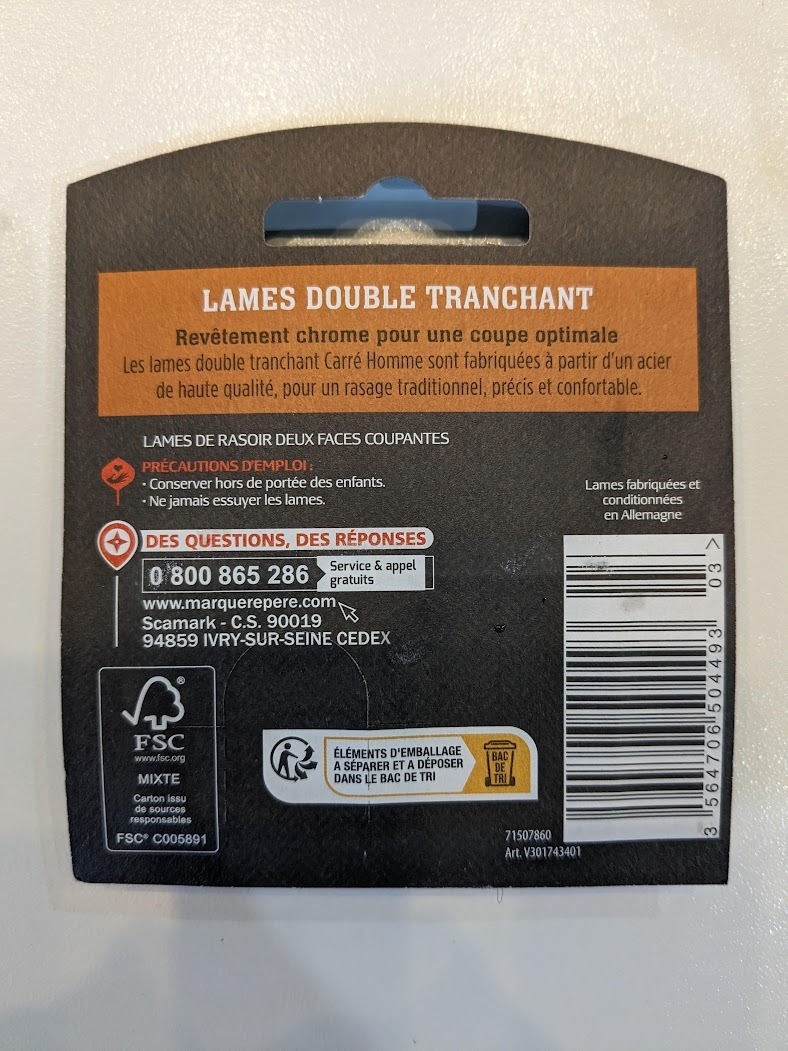 LAMES DOUBLE TRANCHANT
Revêtement chrome pour une coupe optimale
Les lames double tranchant Carré Homme sont fabriquées à partir d'un acier
de haute qualité, pour un rasage traditionnel, précis et confortable.
LAMES DE RASOIR DEUX FACES COUPANTES
PRÉCAUTIONS D'EMPLOI :
• Conserver hors de portée des enfants.
• Ne jamais essuyer les lames.
Lames fabriquées et
conditionnées
en Allemagne
DES QUESTIONS, DES RÉPONSES
0 800 865 286
Service & appel
gratuits
www.marquerepere.com
Scamark - C.S. 90019
94859 IVRY-SUR-SEINE CEDEX
FSC®
www.fsc.org
MIXTE
Carton issu
de sources
responsables
FSC® C005891
ÉLÉMENTS D'EMBALLAGE
A SÉPARER ET A DÉPOSER
DANS LE BAC DE TRI
BAC
DE
TRI
71507860
Art. V301743401
3 564706 504493
03 >